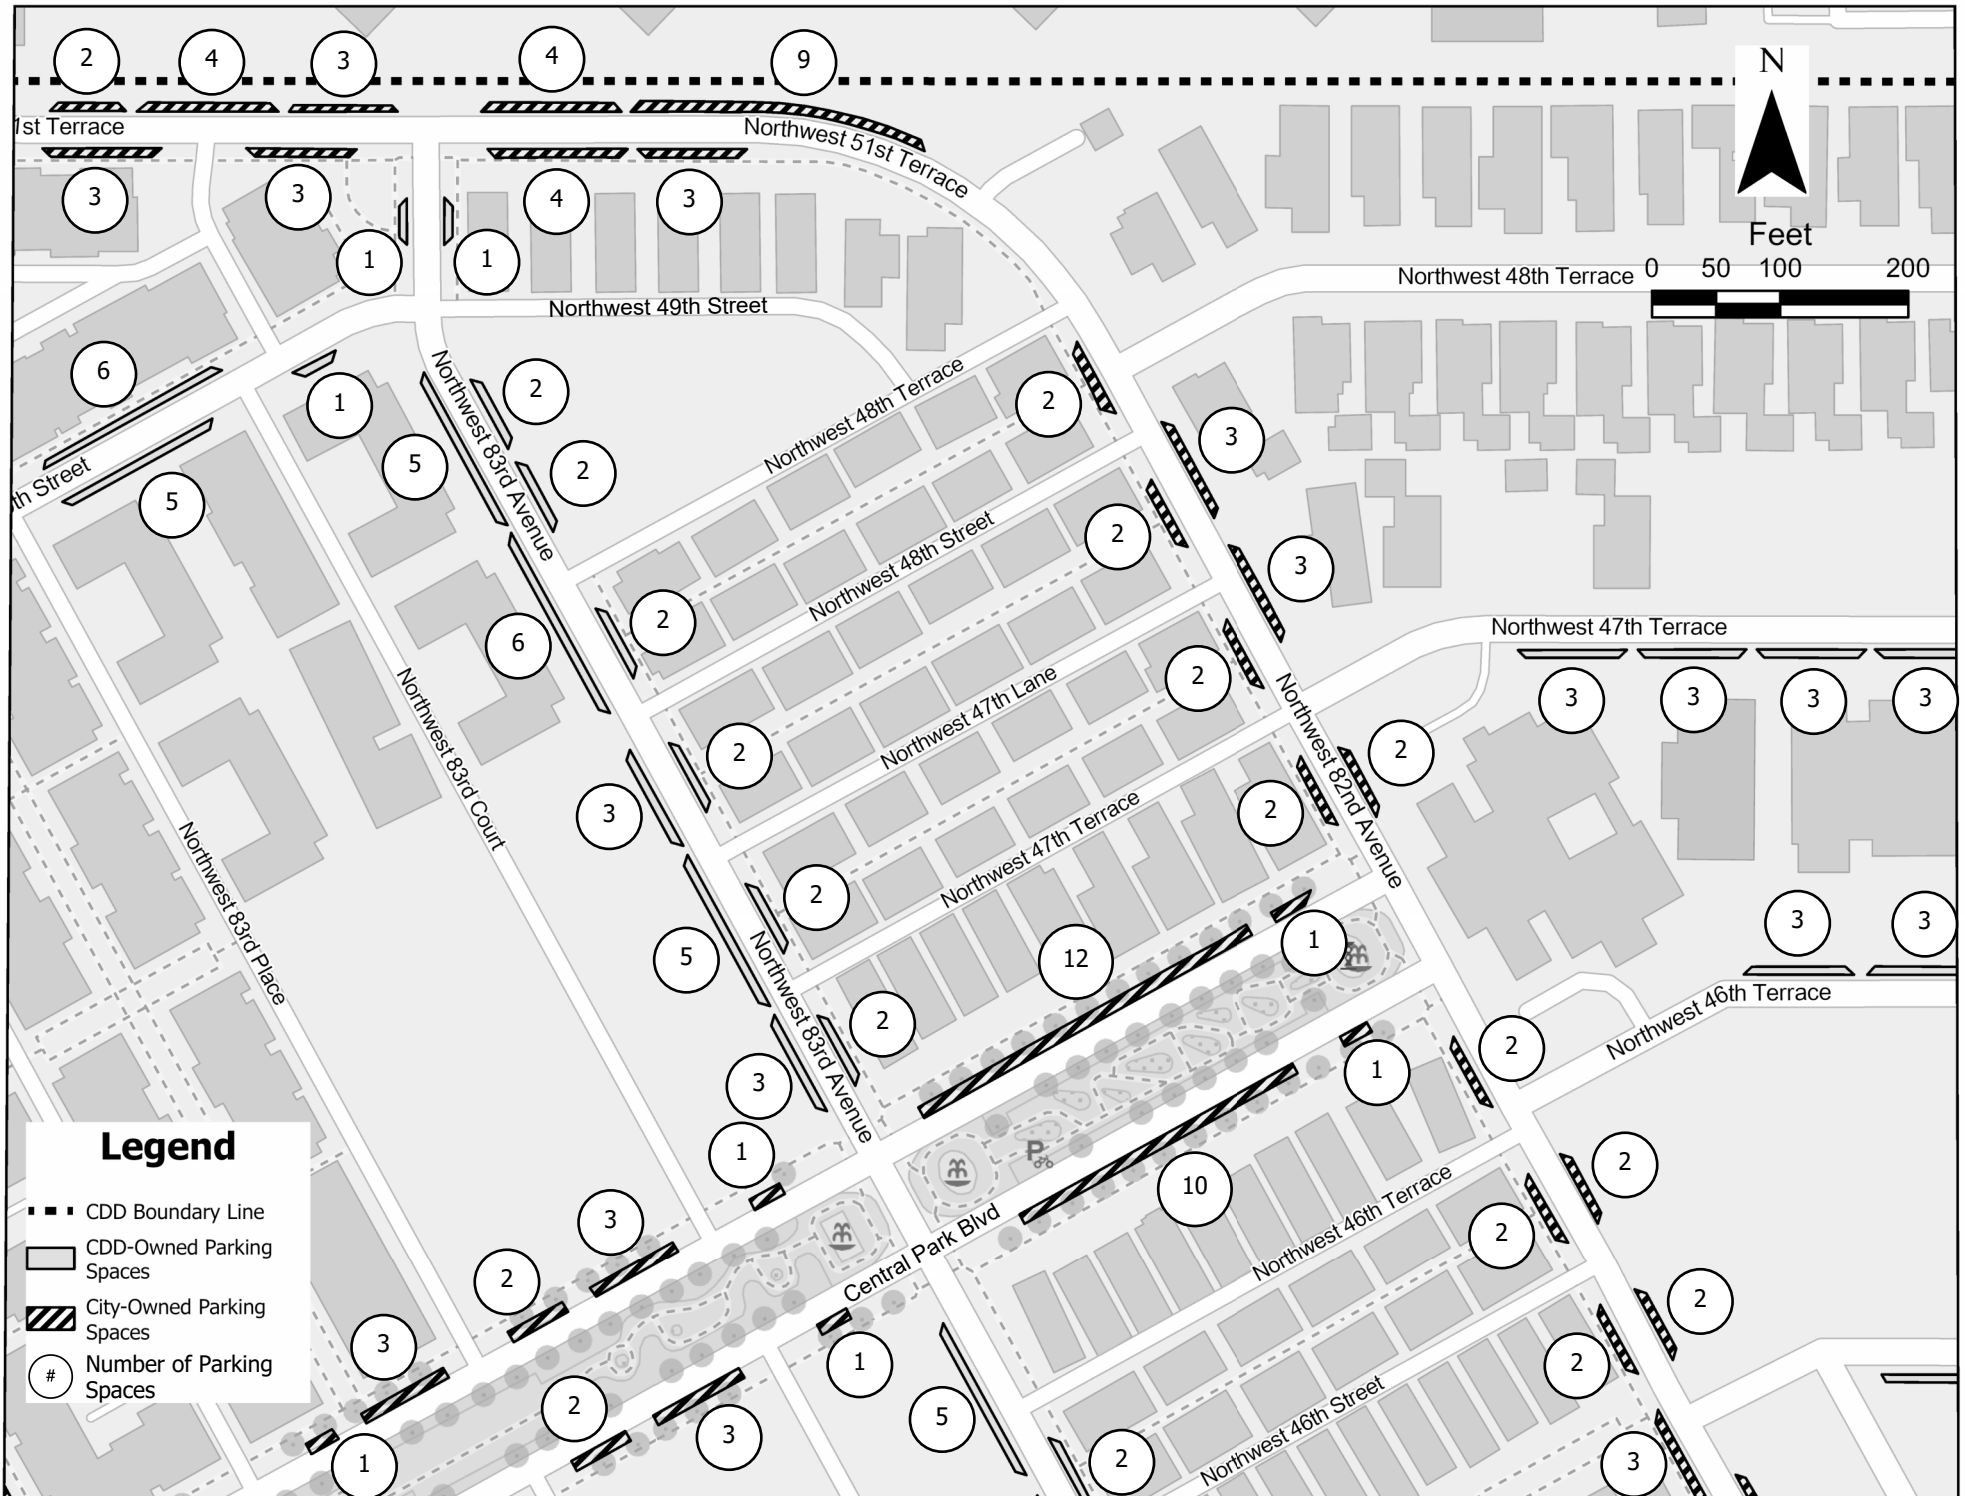 2
4
3
4
9
N
1st Terrace
Northwest 51st Terrace
3
3
4
3
1
1
Feet
0 50 100 200
Northwest 48th Terrace
Northwest 49th Street
6
1
5
2
2
5
th Street
Northwest 83rd Avenue
Northwest 48th Terrace
2
3
Northwest 48th Street
2
3
2
6
Northwest 47th Terrace
3
3
3
3
Northwest 47th Lane
2
Northwest 82nd Avenue
2
2
3
Northwest 83rd Court
Northwest 47th Terrace
2
2
Northwest 83rd Place
5
12
1
3
3
Northwest 46th Terrace
Northwest 83rd Avenue
2
3
1
2
1
P
10
2
Northwest 46th Terrace
2
3
2
Central Park Blvd
2
2
3
1
2
3
1
5
2
Northwest 46th Street
3
Legend
CDD Boundary Line
CDD-Owned Parking
Spaces
City-Owned Parking
Spaces
#
Number of Parking
Spaces